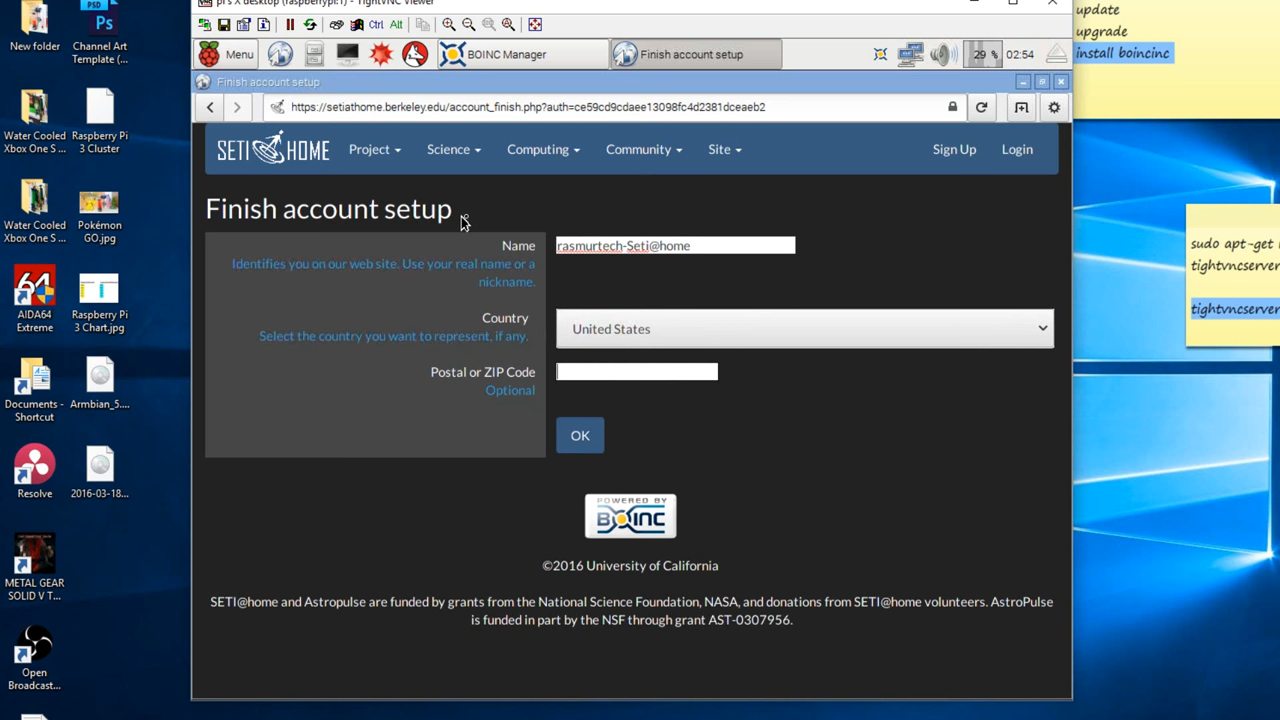 pi's X desktop (raspberrypi:1) - TightVNC Viewer
Ctrl Alt
Menu
BOINC Manager
Finish account setup
29 %
02:54
Finish account setup
https://setiathome.berkeley.edu/account_finish.php?auth=ce59cd9cdaee13098fc4d2381dceaeb2
SETI HOME
Project
Science
Computing
Community
Site
Sign Up
Login
Finish account setup
Name
rasmurtech-Seti@home
Identifies you on our web site. Use your real name or a
nickname.
Country
United States
Select the country you want to represent, if any.
Postal or ZIP Code
Optional
OK
POWERED BY
BOINC
©2016 University of California
SETI@home and Astropulse are funded by grants from the National Science Foundation, NASA, and donations from SETI@home volunteers. AstroPulse
is funded in part by the NSF through grant AST-0307956.
New folder
PSD
Ps
Channel Art
Template (...
Water Cooled
Xbox One S ...
Raspberry Pi
3 Cluster
Water Cooled
Xbox One S ...
Pokémon
GO.jpg
64
AIDA64
Extreme
Raspberry Pi
3 Chart.jpg
Documents -
Shortcut
Armbian_5....
Resolve
2016-03-18...
METAL GEAR
SOLID V T...
Open
Broadcast...
update
upgrade
install boincinc
sudo apt-get
tightvncserver
tightvncserver